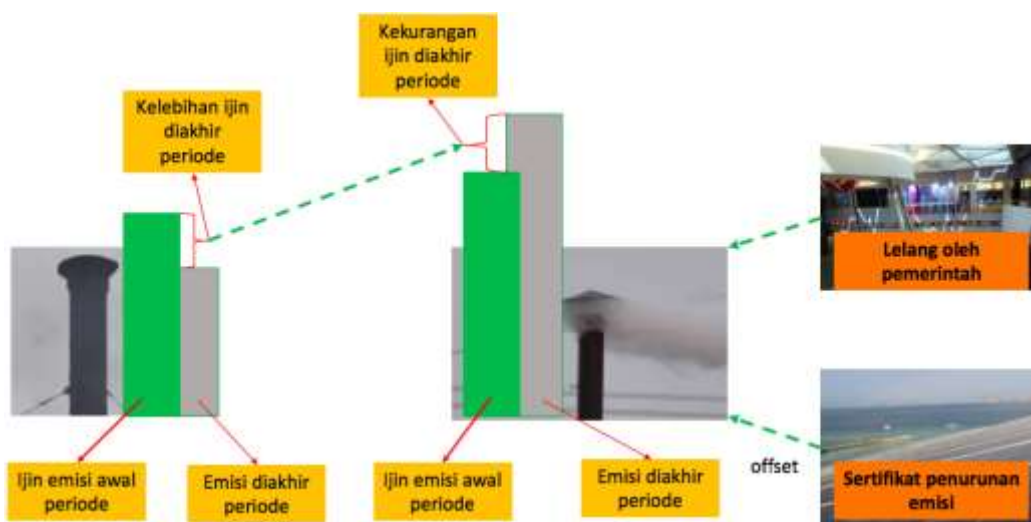 Kekurangan
ijin diakhir
periode
Kelebihan ijin
diakhir
periode
Lelang oleh
pemerintah
Ijin emisi awal
periode
Emisi diakhir
periode
Ijin emisi awal
periode
Emisi diakhir
periode
offset
Sertifikat penurunan
emisi